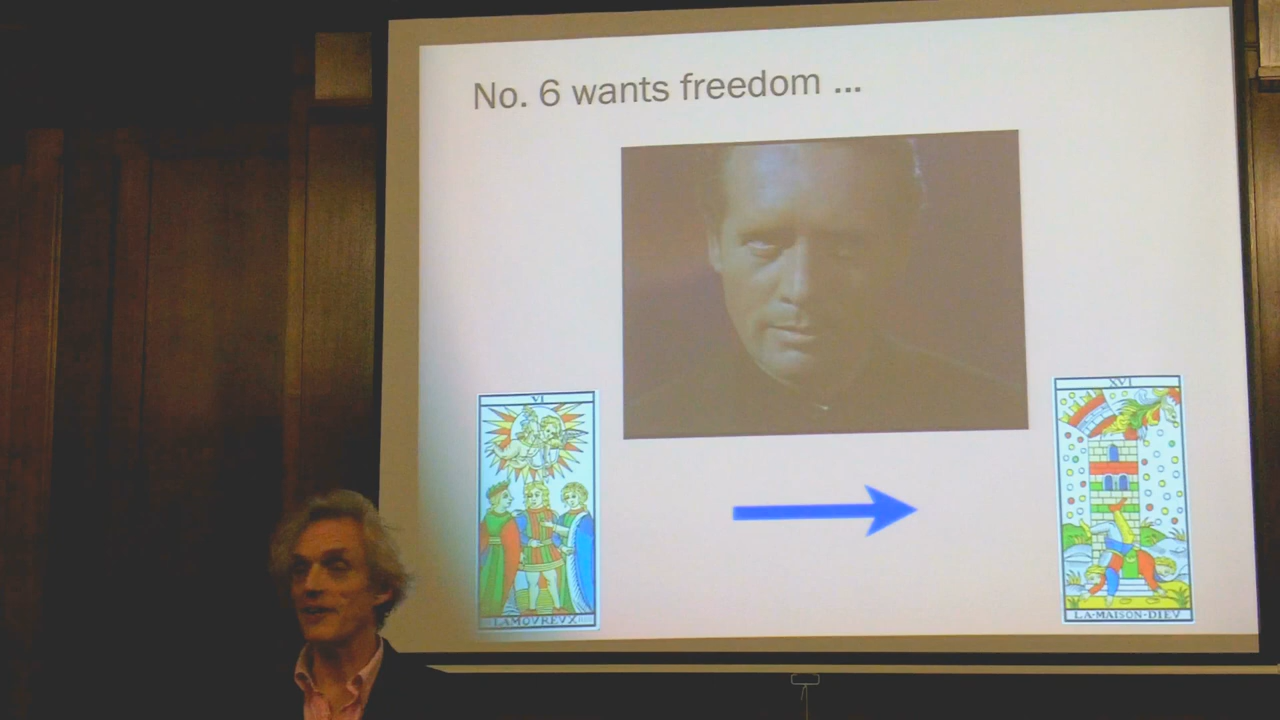 No. 6 wants freedom ...
VI
LAMOVREVX
XVI
LA·MAISON·DIEV